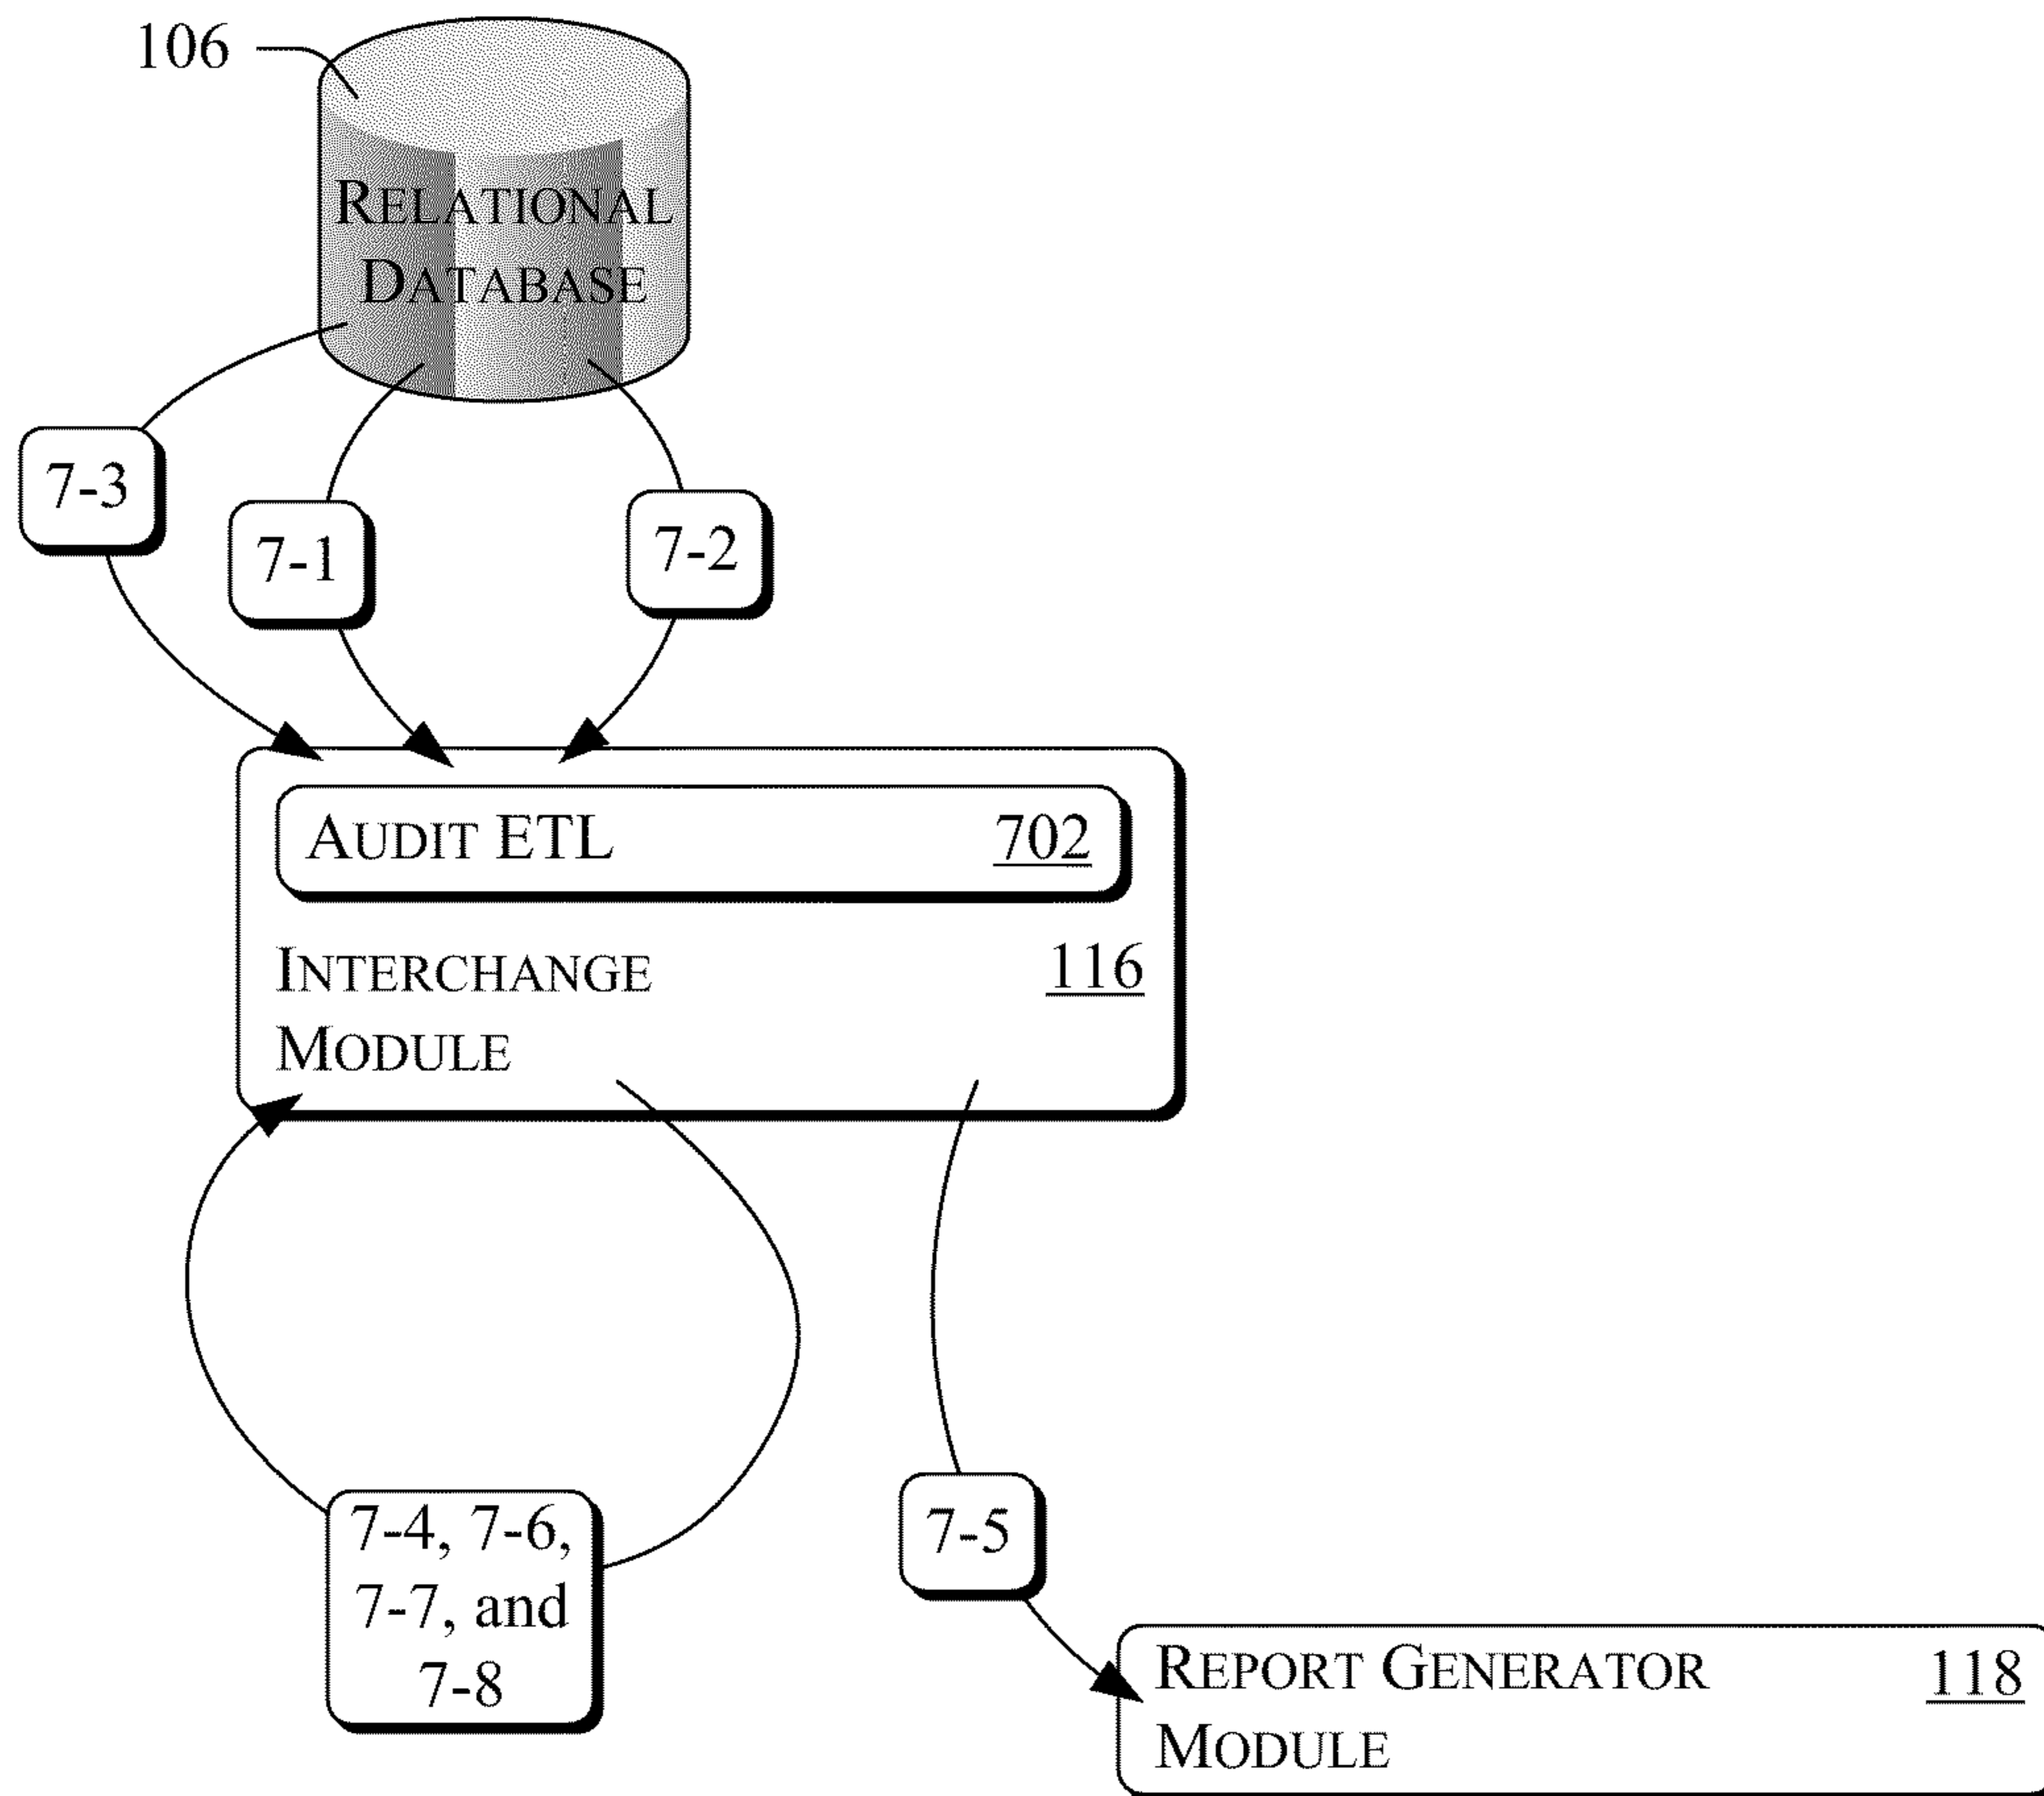 106
RELATIONAL
DATABASE
7-3
7-1
7-2
AUDIT ETL 702
INTERCHANGE 116
MODULE
7-4, 7-6,
7-7, and
7-8
7-5
REPORT GENERATOR 118
MODULE